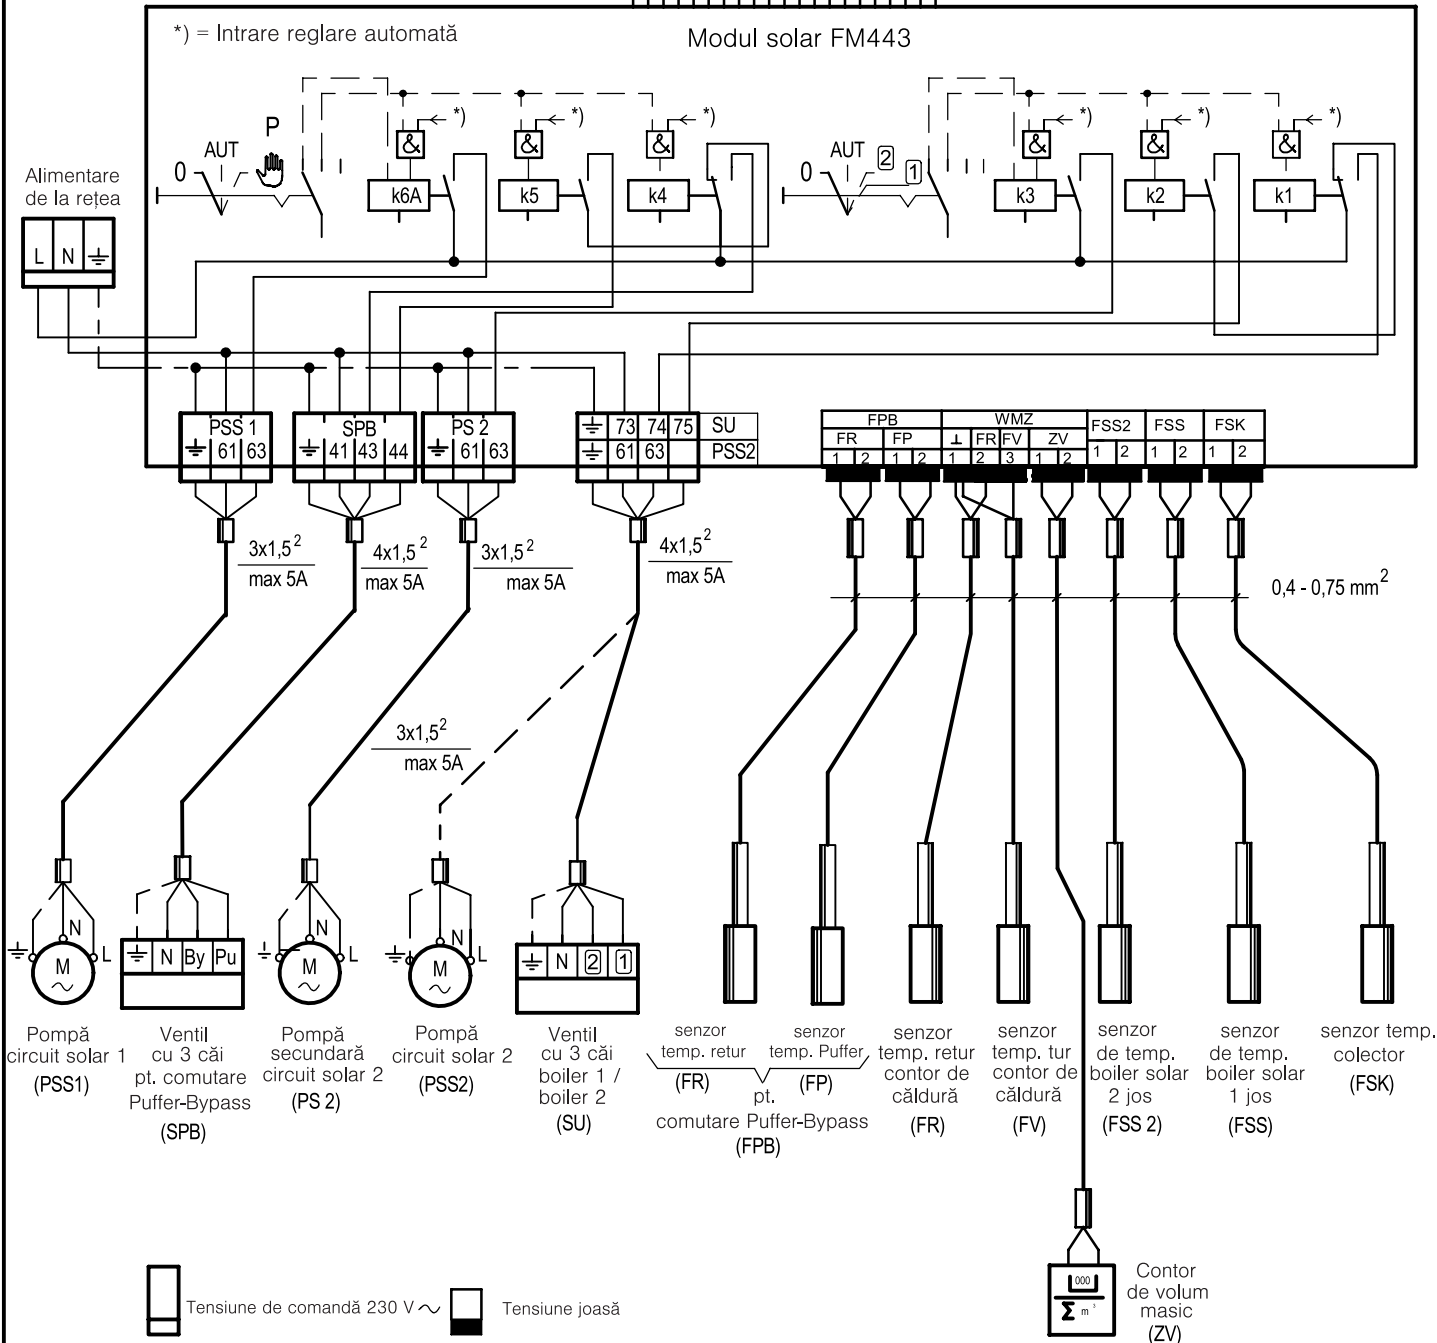 *) = Intrare reglare automată
Modul solar FM443
Alimentare
de la rețea
L N
0 AUT P
& *) & *) & *)
k6A k5 k4
0 AUT 2 1
& *) & *) & *)
k3 k2 k1
PSS 1
61 63
SPB
41 43 44
PS 2
61 63
73 74 75 SU
61 63 PSS2
FPB WMZ FSS2 FSS FSK
FR FP ⊥ FR FV ZV
1 2 1 2 1 2 3 1 2 1 2 1 2 1 2
3x1,5²
max 5A
4x1,5²
max 5A
3x1,5²
max 5A
4x1,5²
max 5A
0,4 - 0,75 mm²
3x1,5²
max 5A
N
L
M
~
N By Pu
N
L
M
~
N
L
M
~
N 2 1
Pompă
circuit solar 1
(PSS1)
Ventil
cu 3 căi
pt. comutare
Puffer-Bypass
(SPB)
Pompă
secundară
circuit solar 2
(PS 2)
Pompă
circuit solar 2
(PSS2)
Ventil
cu 3 căi
boiler 1 /
boiler 2
(SU)
senzor
temp. retur
(FR)
senzor
temp. Puffer
(FP)
pt.
comutare Puffer-Bypass
(FPB)
senzor
temp. retur
contor de
căldură
(FR)
senzor
temp. tur
contor de
căldură
(FV)
senzor
de temp.
boiler solar
2 jos
(FSS 2)
senzor
de temp.
boiler solar
1 jos
(FSS)
senzor temp.
colector
(FSK)
000
Σ m³
Contor
de volum
masic
(ZV)
Tensiune de comandă 230 V ~
Tensiune joasă